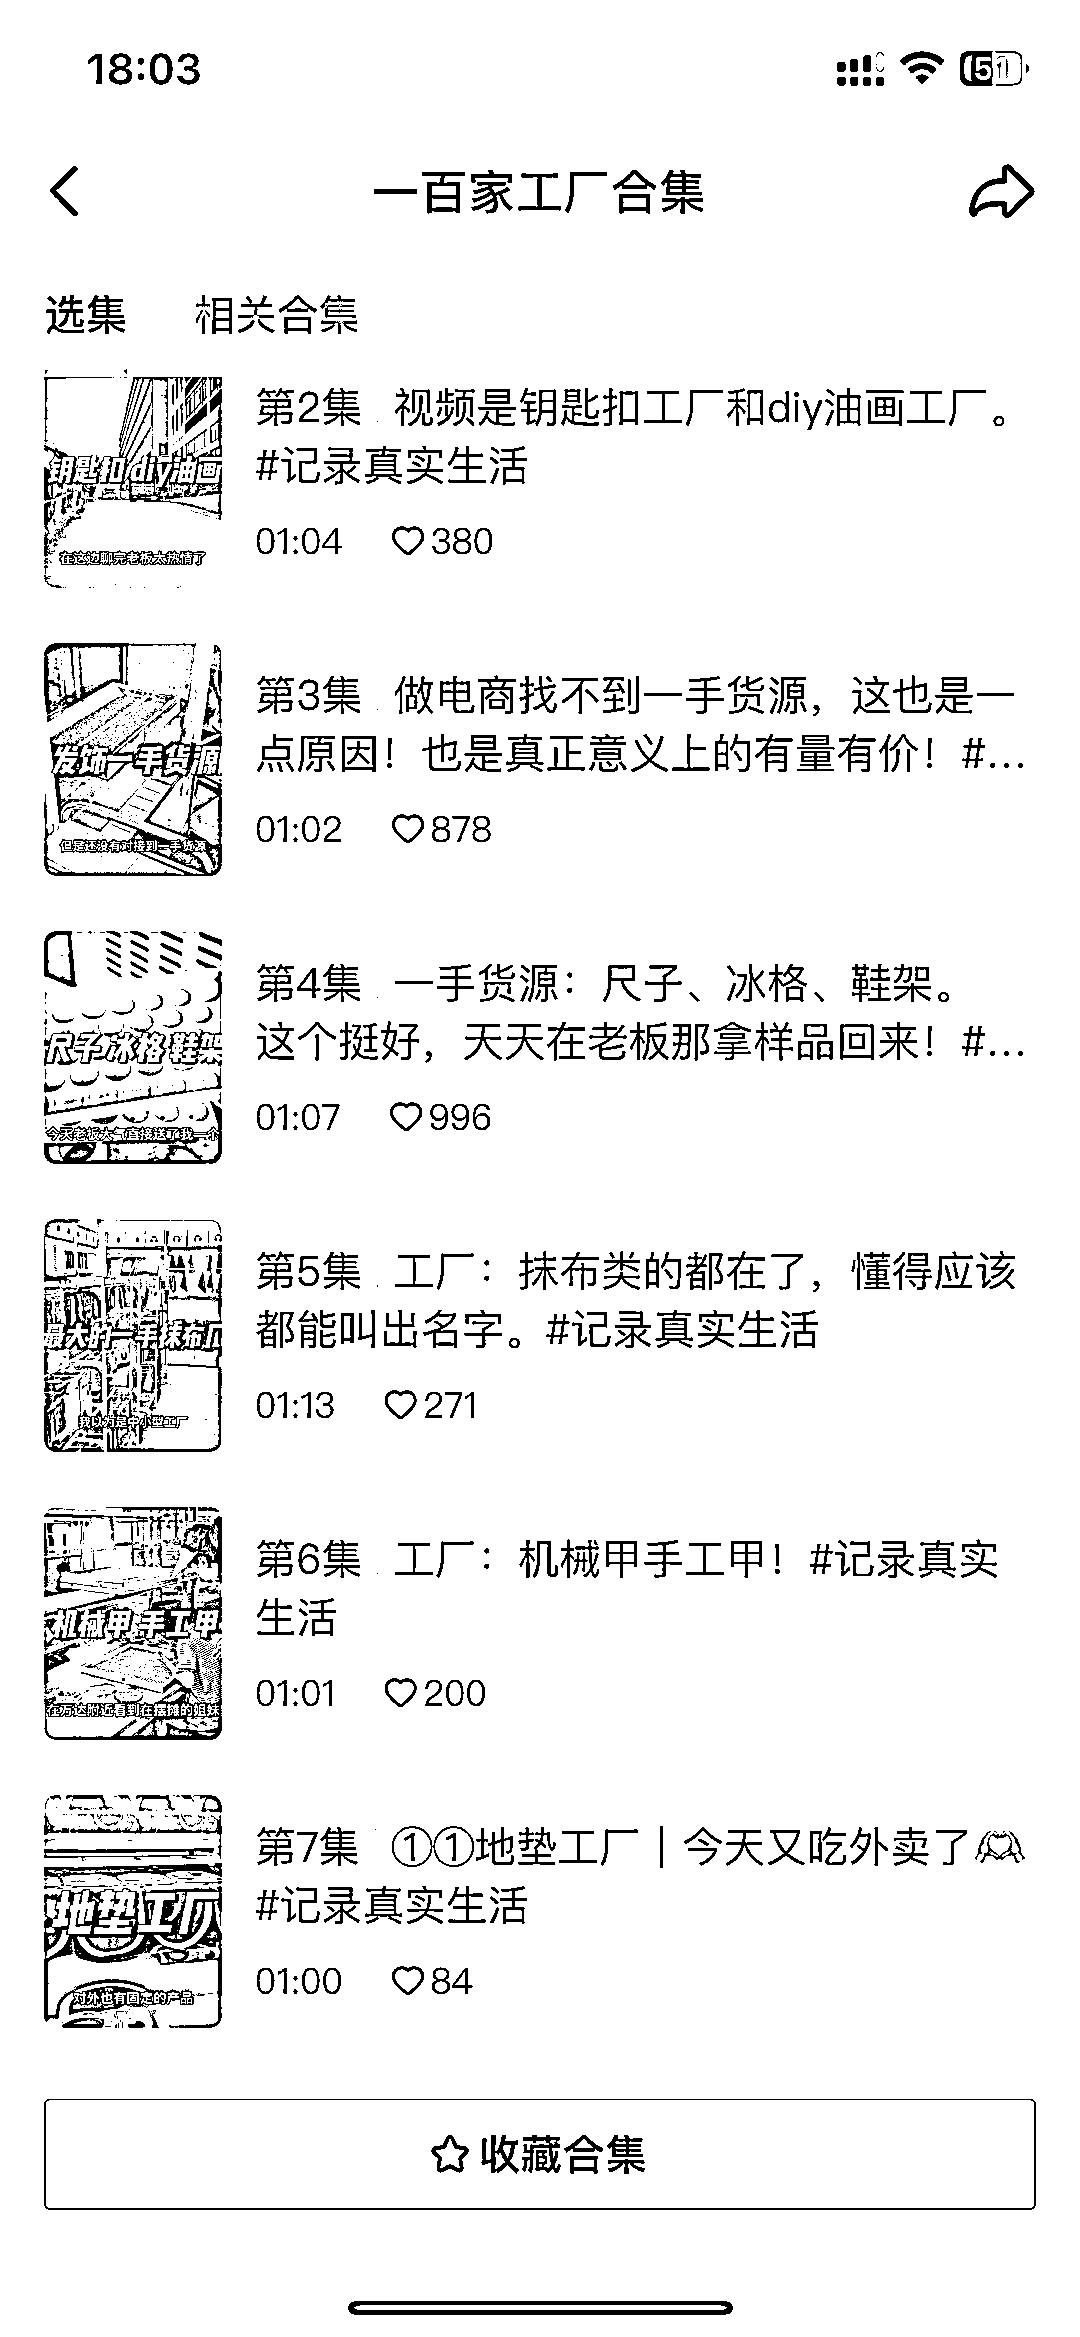 18:03
一百家工厂合集
选集 相关合集
钥匙扣diy油画
在这边聊完老板太热情了
第2集 视频是钥匙扣工厂和diy油画工厂。
#记录真实生活
01:04 380
发饰一手货源
但是还没有对接到一手货源
第3集 做电商找不到一手货源，这也是一
点原因！也是真正意义上的有量有价！#...
01:02 878
尺子冰格鞋架
今天老板大气直接送了我一个
第4集 一手货源：尺子、冰格、鞋架。
这个挺好，天天在老板那拿样品回来！#...
01:07 996
最大的一手抹布厂
我以为是中小型工厂
第5集 工厂：抹布类的都在了，懂得应该
都能叫出名字。#记录真实生活
01:13 271
机械甲手工甲
在万达附近看到在摆摊的姐妹
第6集 工厂：机械甲手工甲！#记录真实
生活
01:01 200
地垫工厂
对外也有固定的产品
第7集 ①①地垫工厂｜今天又吃外卖了🫶
#记录真实生活
01:00 84
收藏合集